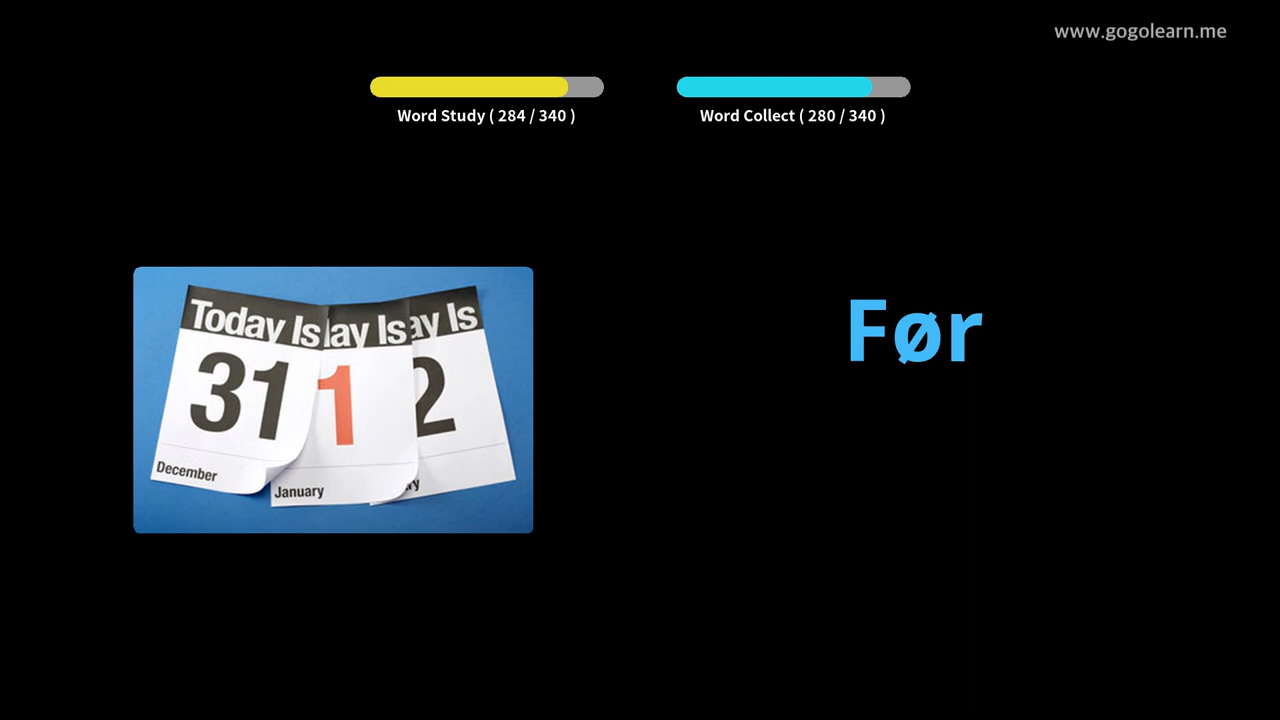 www.gogolearn.me
Word Study ( 284 / 340 )
Word Collect ( 280 / 340 )
Today Is
ay Is
ay Is
31
1
2
December
January
ry
Før